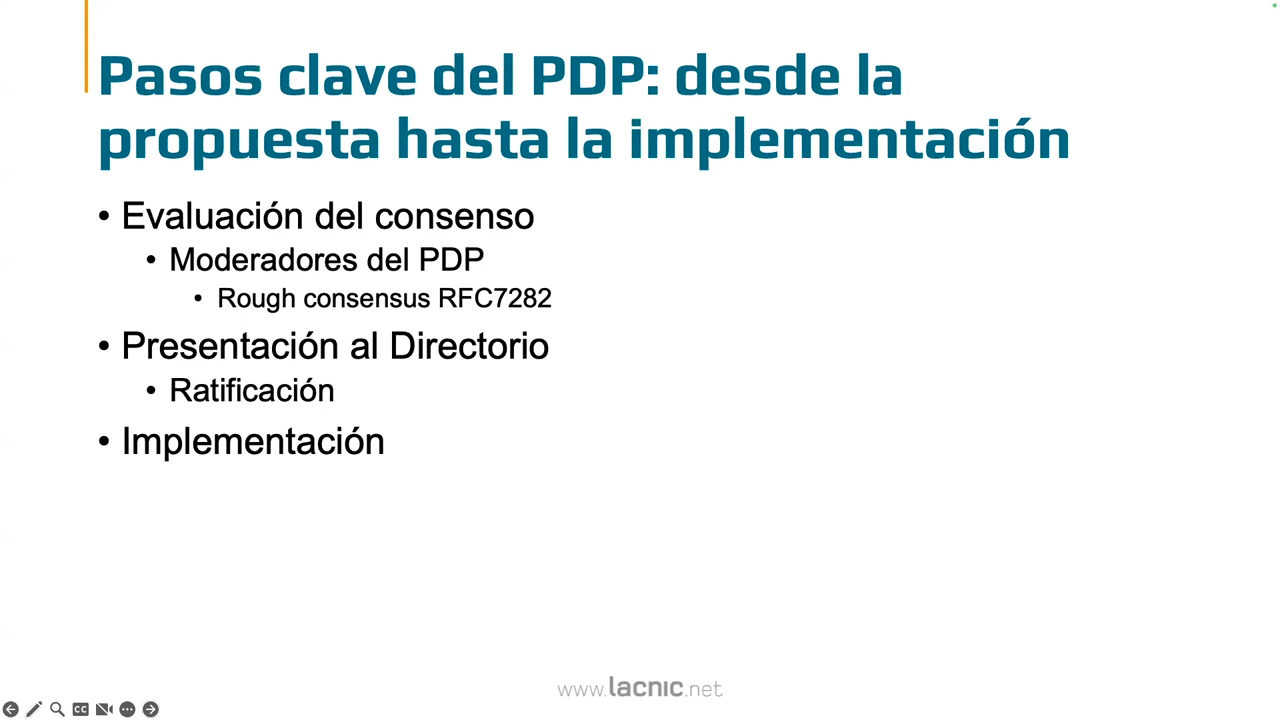 Pasos clave del PDP: desde la
propuesta hasta la implementación
• Evaluación del consenso
• Moderadores del PDP
• Rough consensus RFC7282
• Presentación al Directorio
• Ratificación
• Implementación
www.lacnic.net
CC